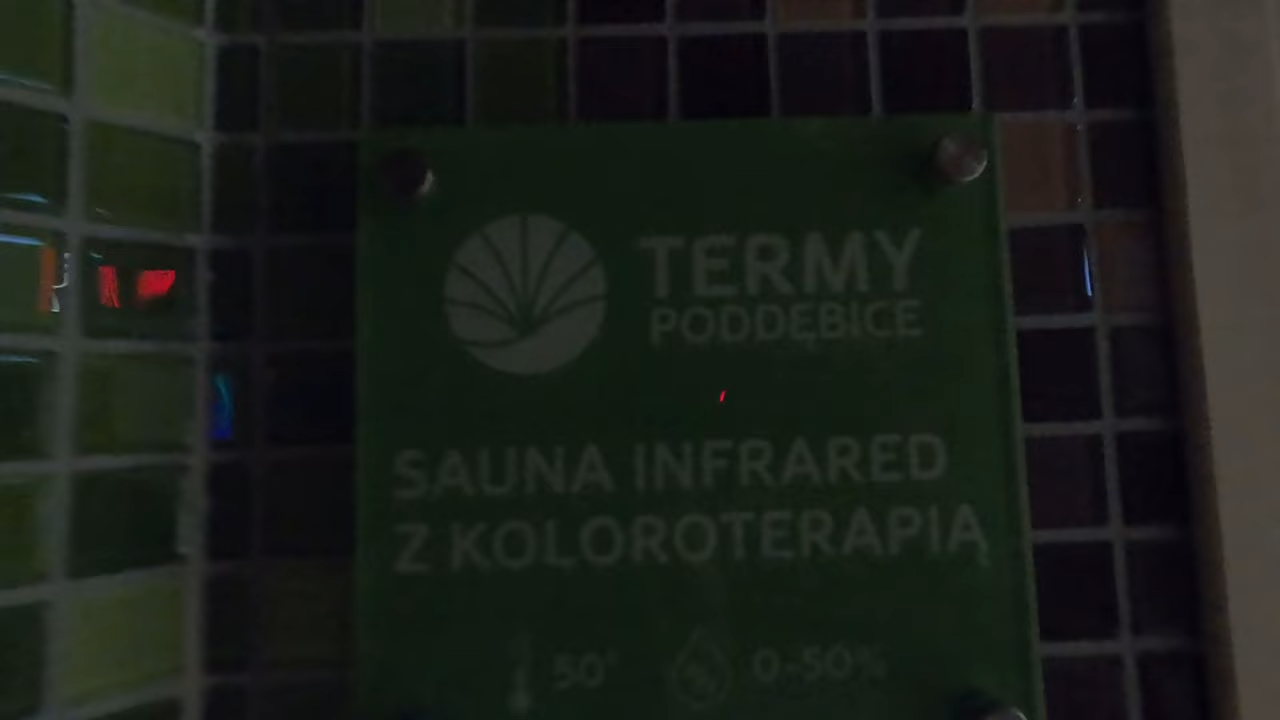 TERMY
PODDĘBICE
SAUNA INFRARED
Z KOLOROTERAPIĄ
50° 0-50%